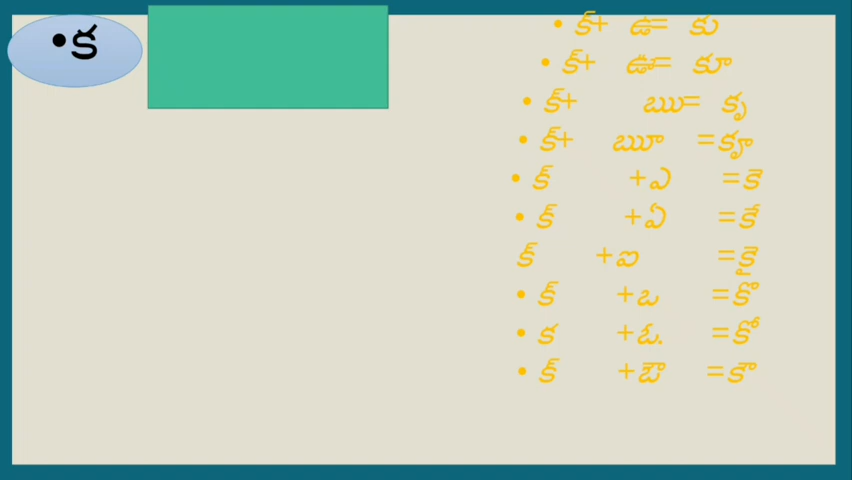 •క
• క్+ ఉ= కు
• క్+ ఊ= కూ
• క్+ ఋ= కృ
• క్+ ౠ =కౄ
• క్ +ఎ =కె
• క్ +ఏ =కే
క్ +ఐ =కై
• క్ +ఒ =కొ
• క +ఓ. =కో
• క్ +ఔ =కౌ